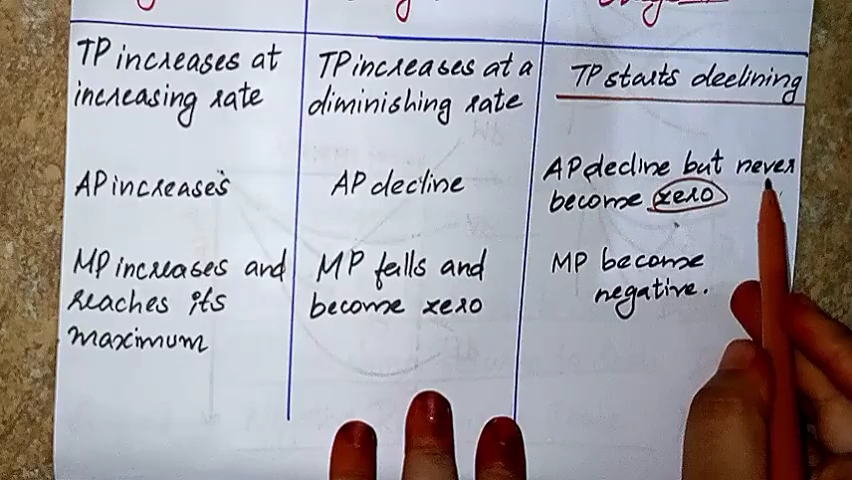 TP increases at
increasing rate
AP increases
MP increases and
reaches its
maximum
TP increases at a
diminishing rate
AP decline
MP falls and
become zero
TP starts declining
AP decline but never
become zero
MP become
negative.